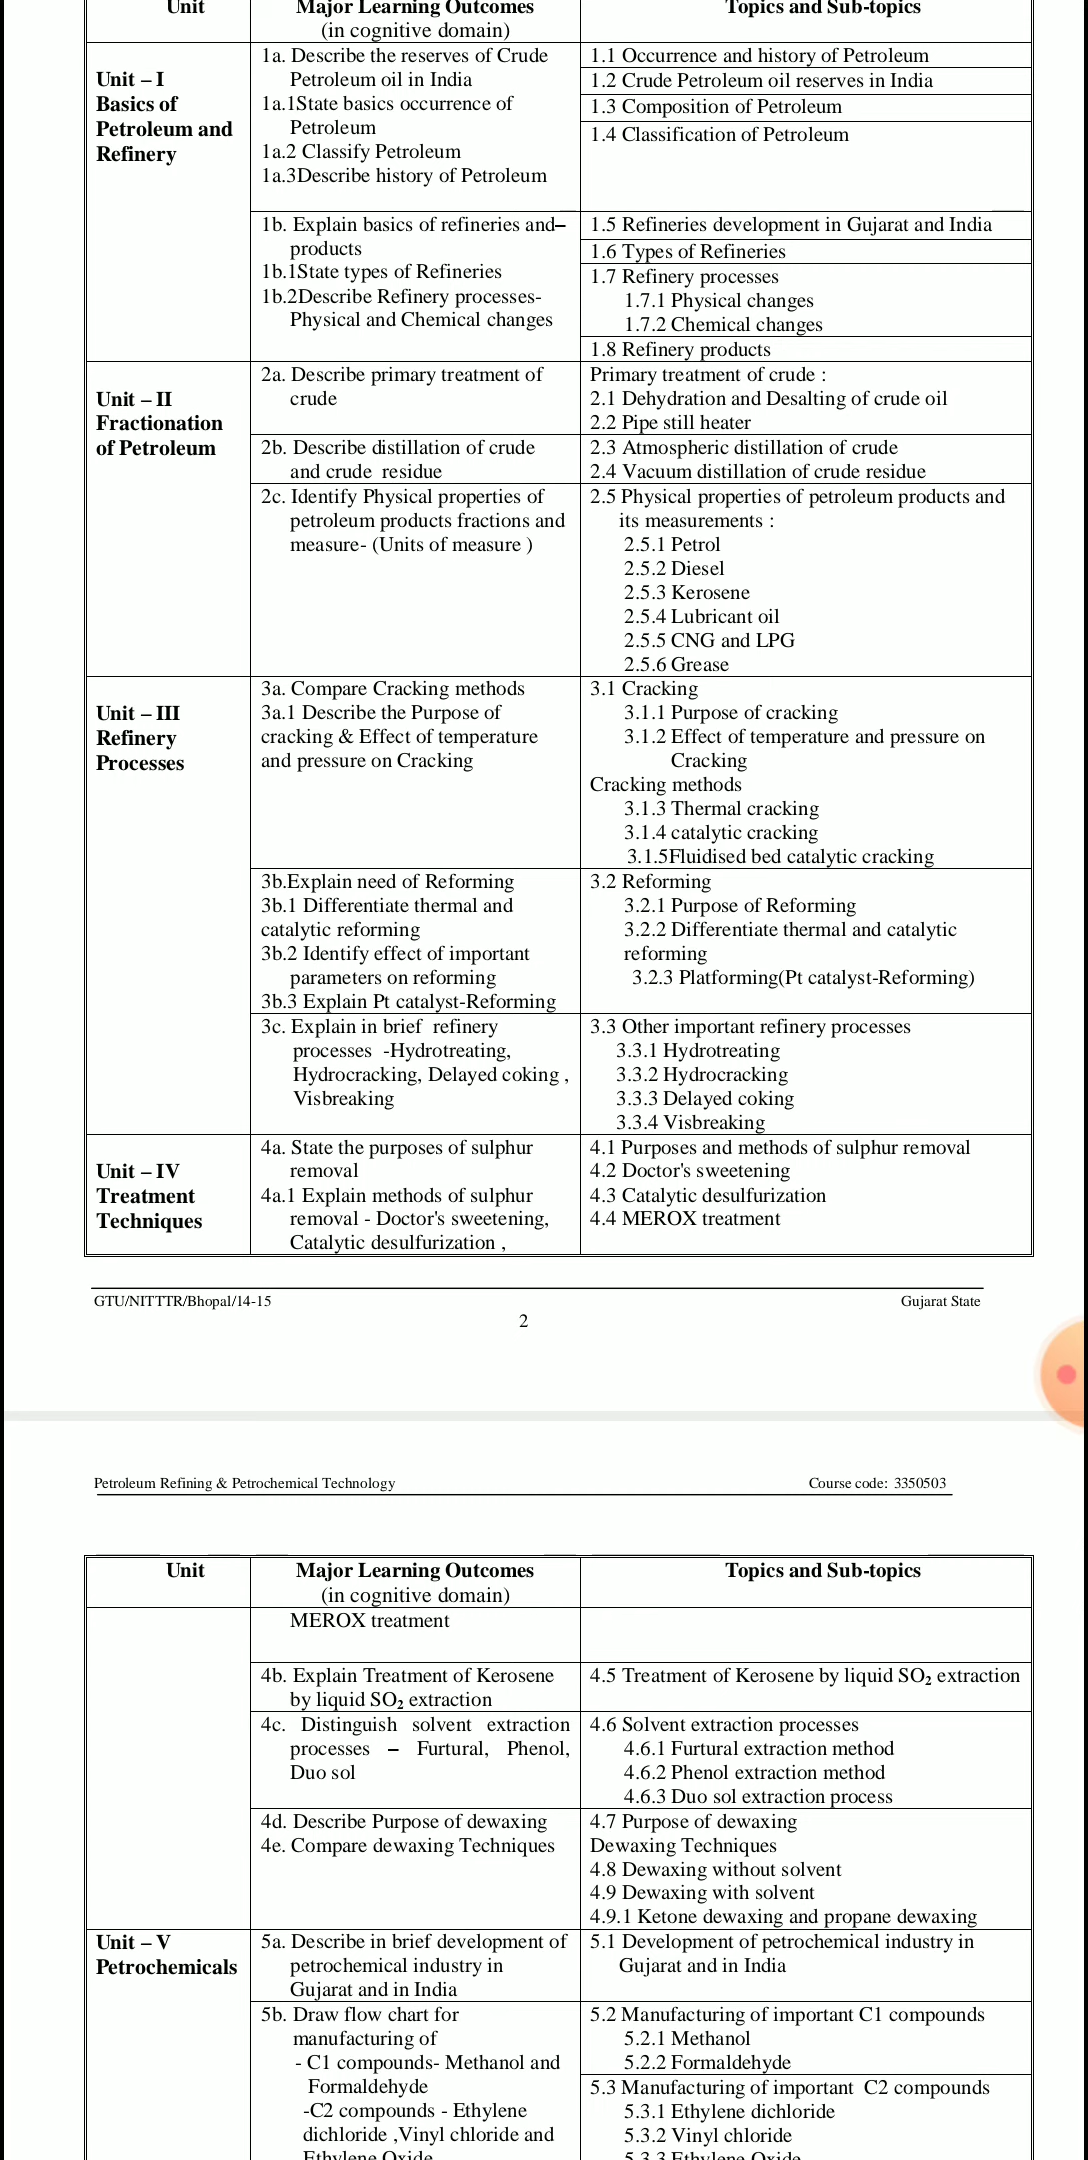 Unit
Major Learning Outcomes
(in cognitive domain)
Topics and Sub-topics
Unit – I
Basics of
Petroleum and
Refinery
1a. Describe the reserves of Crude
Petroleum oil in India
1a.1State basics occurrence of
Petroleum
1a.2 Classify Petroleum
1a.3Describe history of Petroleum
1.1 Occurrence and history of Petroleum
1.2 Crude Petroleum oil reserves in India
1.3 Composition of Petroleum
1.4 Classification of Petroleum
1b. Explain basics of refineries and–
products
1b.1State types of Refineries
1b.2Describe Refinery processes-
Physical and Chemical changes
1.5 Refineries development in Gujarat and India
1.6 Types of Refineries
1.7 Refinery processes
1.7.1 Physical changes
1.7.2 Chemical changes
1.8 Refinery products
Unit – II
Fractionation
of Petroleum
2a. Describe primary treatment of
crude
Primary treatment of crude :
2.1 Dehydration and Desalting of crude oil
2.2 Pipe still heater
2b. Describe distillation of crude
and crude residue
2.3 Atmospheric distillation of crude
2.4 Vacuum distillation of crude residue
2c. Identify Physical properties of
petroleum products fractions and
measure- (Units of measure )
2.5 Physical properties of petroleum products and
its measurements :
2.5.1 Petrol
2.5.2 Diesel
2.5.3 Kerosene
2.5.4 Lubricant oil
2.5.5 CNG and LPG
2.5.6 Grease
Unit – III
Refinery
Processes
3a. Compare Cracking methods
3a.1 Describe the Purpose of
cracking & Effect of temperature
and pressure on Cracking
3.1 Cracking
3.1.1 Purpose of cracking
3.1.2 Effect of temperature and pressure on
Cracking
Cracking methods
3.1.3 Thermal cracking
3.1.4 catalytic cracking
3.1.5Fluidised bed catalytic cracking
3b.Explain need of Reforming
3b.1 Differentiate thermal and
catalytic reforming
3b.2 Identify effect of important
parameters on reforming
3b.3 Explain Pt catalyst-Reforming
3.2 Reforming
3.2.1 Purpose of Reforming
3.2.2 Differentiate thermal and catalytic
reforming
3.2.3 Platforming(Pt catalyst-Reforming)
3c. Explain in brief refinery
processes -Hydrotreating,
Hydrocracking, Delayed coking ,
Visbreaking
3.3 Other important refinery processes
3.3.1 Hydrotreating
3.3.2 Hydrocracking
3.3.3 Delayed coking
3.3.4 Visbreaking
Unit – IV
Treatment
Techniques
4a. State the purposes of sulphur
removal
4a.1 Explain methods of sulphur
removal - Doctor's sweetening,
Catalytic desulfurization ,
4.1 Purposes and methods of sulphur removal
4.2 Doctor's sweetening
4.3 Catalytic desulfurization
4.4 MEROX treatment
GTU/NITTTR/Bhopal/14-15
Gujarat State
2
Petroleum Refining & Petrochemical Technology
Course code: 3350503
Unit
Major Learning Outcomes
(in cognitive domain)
Topics and Sub-topics
MEROX treatment
4b. Explain Treatment of Kerosene
by liquid SO₂ extraction
4.5 Treatment of Kerosene by liquid SO₂ extraction
4c. Distinguish solvent extraction
processes – Furtural, Phenol,
Duo sol
4.6 Solvent extraction processes
4.6.1 Furtural extraction method
4.6.2 Phenol extraction method
4.6.3 Duo sol extraction process
4d. Describe Purpose of dewaxing
4e. Compare dewaxing Techniques
4.7 Purpose of dewaxing
Dewaxing Techniques
4.8 Dewaxing without solvent
4.9 Dewaxing with solvent
4.9.1 Ketone dewaxing and propane dewaxing
Unit – V
Petrochemicals
5a. Describe in brief development of
petrochemical industry in
Gujarat and in India
5.1 Development of petrochemical industry in
Gujarat and in India
5b. Draw flow chart for
manufacturing of
- C1 compounds- Methanol and
Formaldehyde
-C2 compounds - Ethylene
dichloride ,Vinyl chloride and
Ethylene Oxide
5.2 Manufacturing of important C1 compounds
5.2.1 Methanol
5.2.2 Formaldehyde
5.3 Manufacturing of important C2 compounds
5.3.1 Ethylene dichloride
5.3.2 Vinyl chloride
5.3.3 Ethylene Oxide